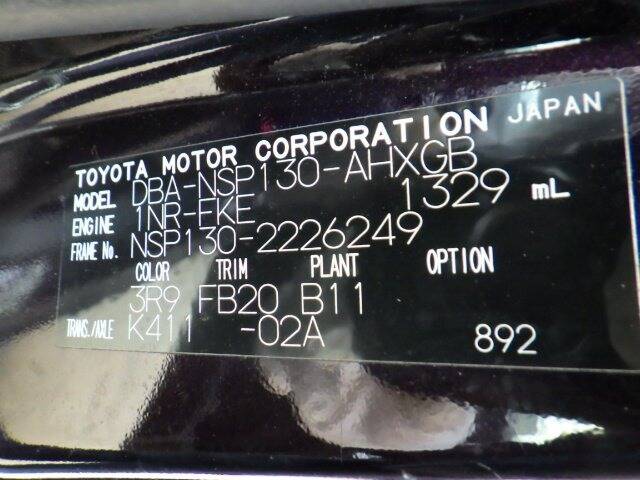 TOYOTA MOTOR CORPORATION JAPAN
MODEL DBA-NSP130-AHXGB
ENGINE 1NR-FKE 1329 mL
FRAME No. NSP130-2226249
COLOR TRIM PLANT OPTION
3R9 FB20 B11
TRANS./AXLE K411 -02A
892